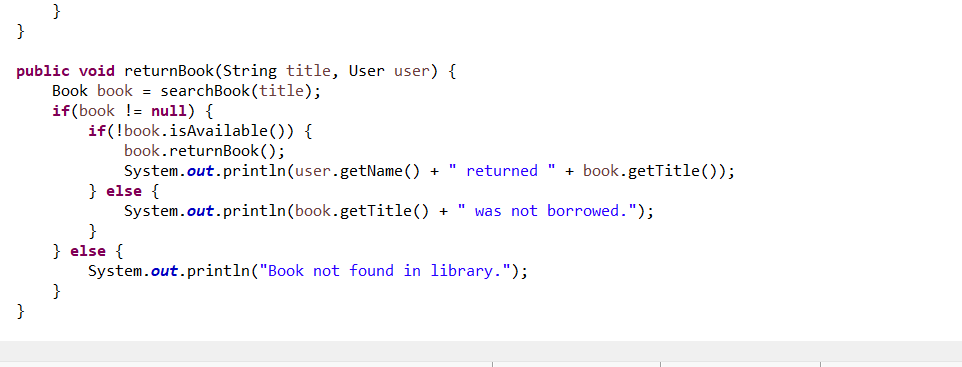 }
}

public void returnBook(String title, User user) {
    Book book = searchBook(title);
    if(book != null) {
        if(!book.isAvailable()) {
            book.returnBook();
            System.out.println(user.getName() + " returned " + book.getTitle());
        } else {
            System.out.println(book.getTitle() + " was not borrowed.");
        }
    } else {
        System.out.println("Book not found in library.");
    }
}